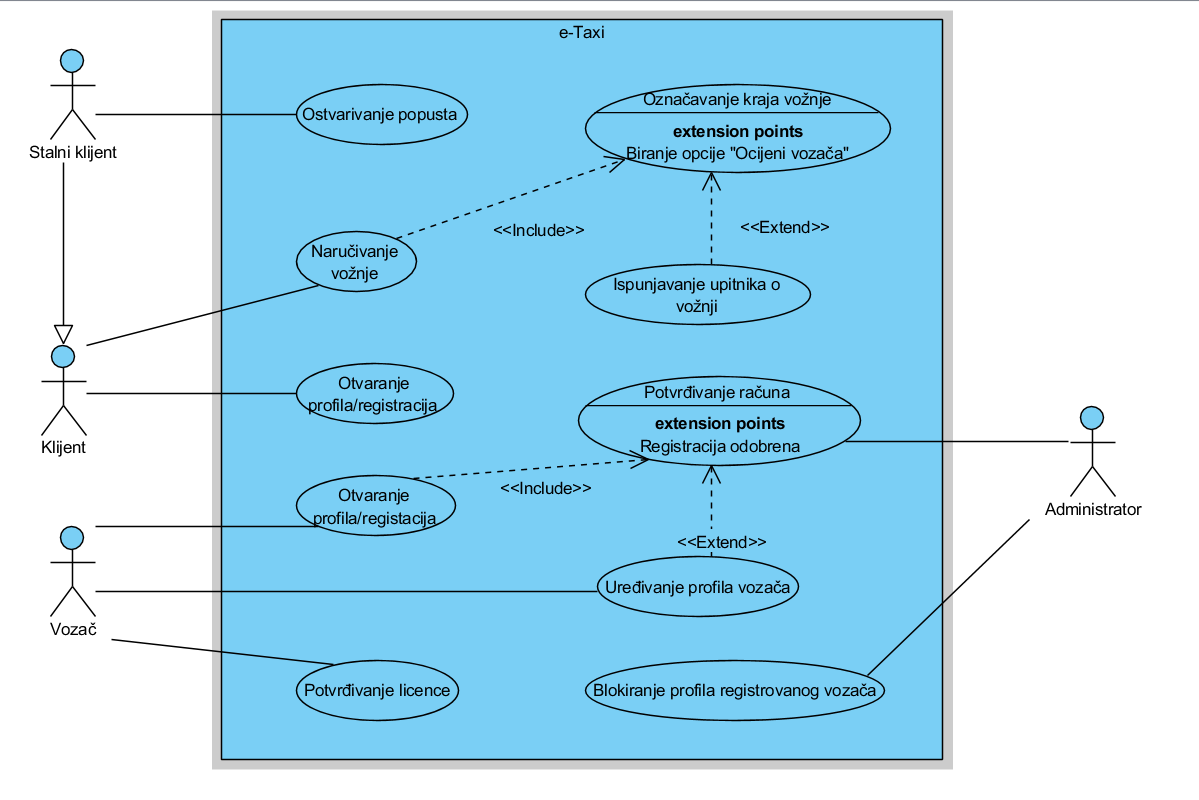 e-Taxi
Stalni klijent
Ostvarivanje popusta
Označavanje kraja vožnje
extension points
Biranje opcije "Ocijeni vozača"
<<Include>>
<<Extend>>
Naručivanje
vožnje
Ispunjavanje upitnika o
vožnji
Klijent
Otvaranje
profila/registracija
Potvrđivanje računa
extension points
Registracija odobrena
<<Include>>
Otvaranje
profila/registacija
<<Extend>>
Administrator
Uređivanje profila vozača
Vozač
Potvrđivanje licence
Blokiranje profila registrovanog vozača